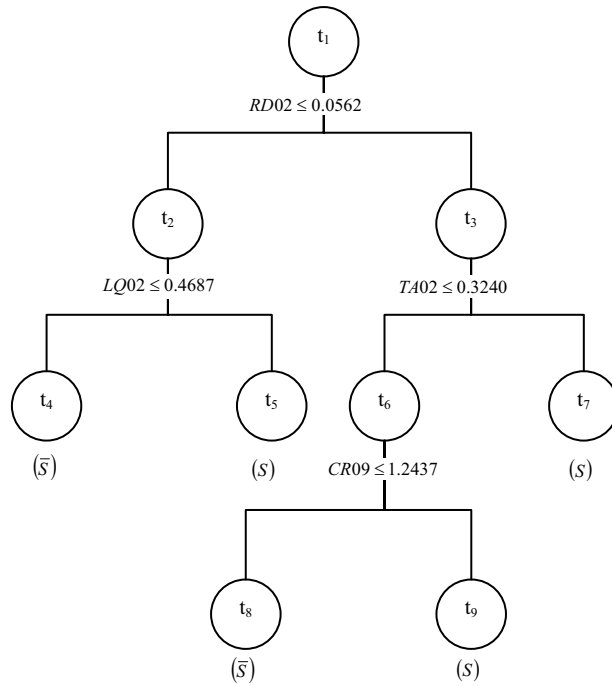 t₁
RD02 ≤ 0.0562
t₂
t₃
LQ02 ≤ 0.4687
TA02 ≤ 0.3240
t₄
t₅
t₆
t₇
(S̅)
(S)
CR09 ≤ 1.2437
(S)
t₈
t₉
(S̅)
(S)